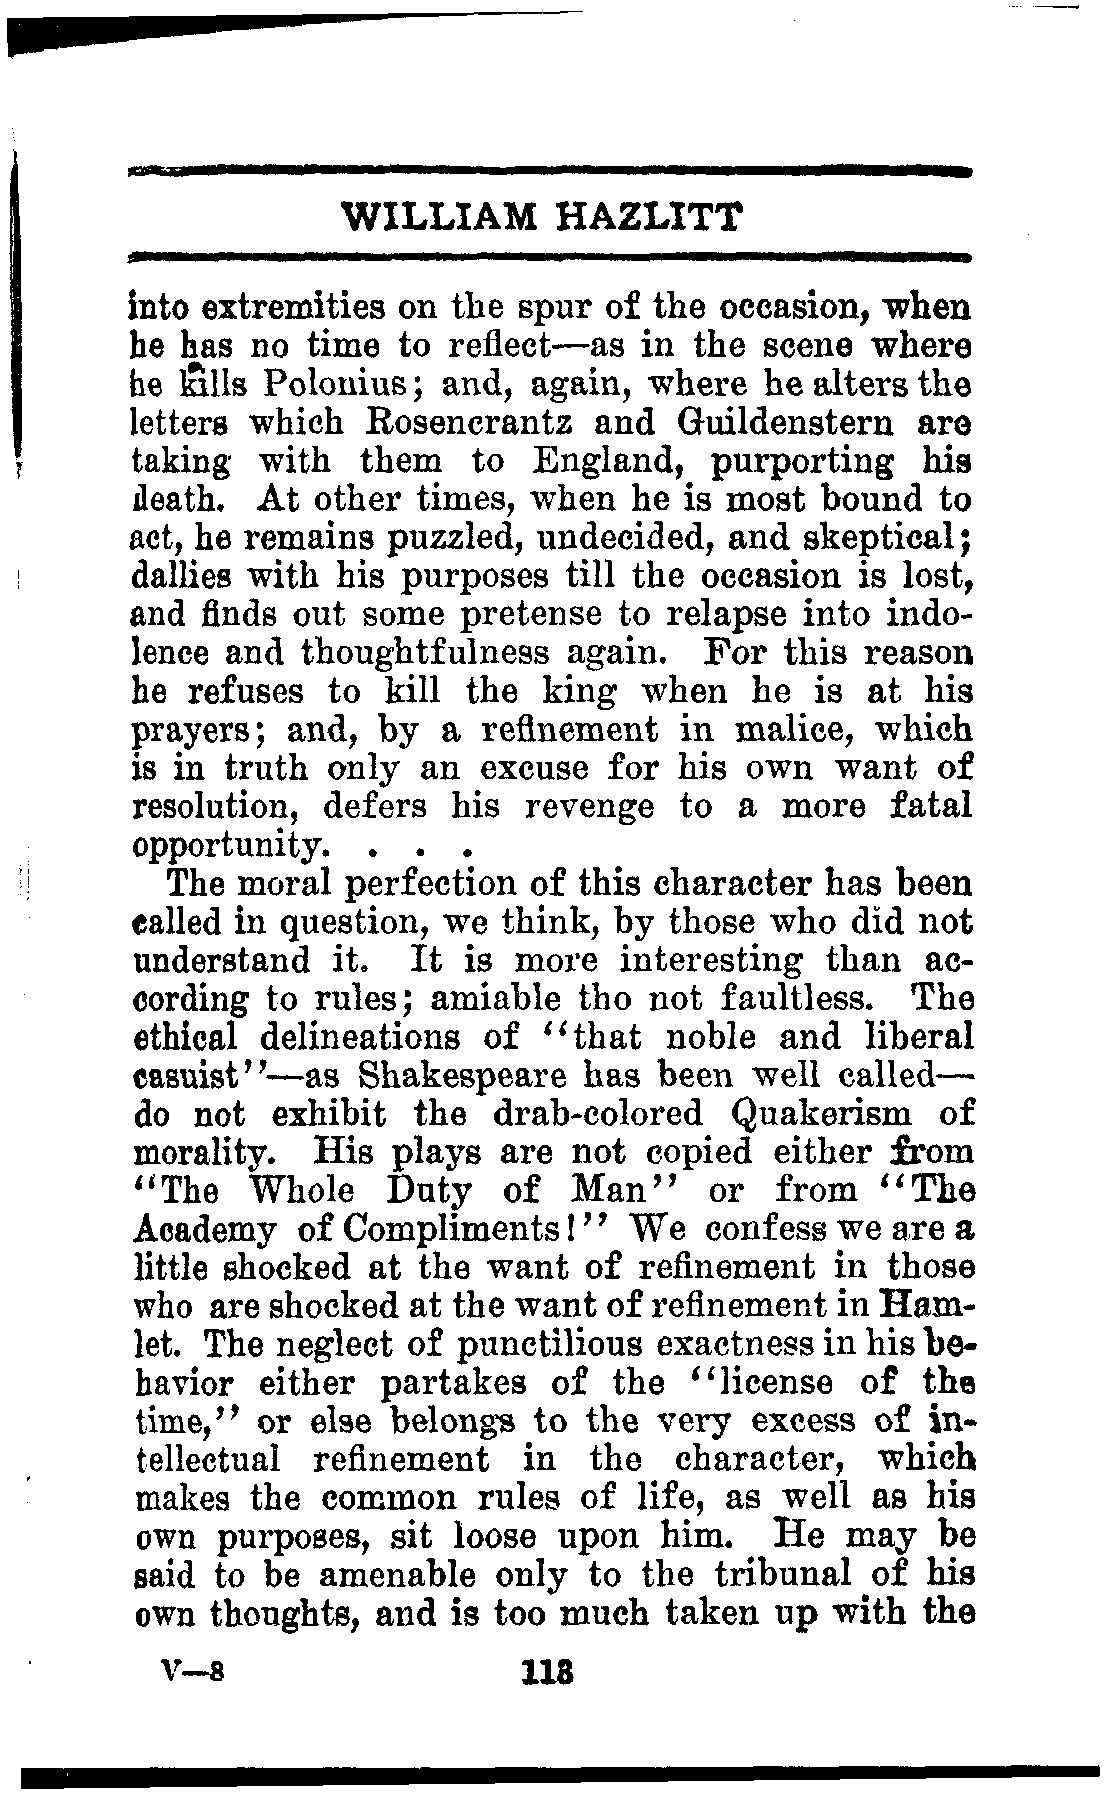 WILLIAM HAZLITT
into extremities on the spur of the occasion, when
he has no time to reflect—as in the scene where
he kills Polonius; and, again, where he alters the
letters which Rosencrantz and Guildenstern are
taking with them to England, purporting his
death. At other times, when he is most bound to
act, he remains puzzled, undecided, and skeptical;
dallies with his purposes till the occasion is lost,
and finds out some pretense to relapse into indo-
lence and thoughtfulness again. For this reason
he refuses to kill the king when he is at his
prayers; and, by a refinement in malice, which
is in truth only an excuse for his own want of
resolution, defers his revenge to a more fatal
opportunity. . . .
The moral perfection of this character has been
called in question, we think, by those who did not
understand it. It is more interesting than ac-
cording to rules; amiable tho not faultless. The
ethical delineations of "that noble and liberal
casuist"—as Shakespeare has been well called—
do not exhibit the drab-colored Quakerism of
morality. His plays are not copied either from
"The Whole Duty of Man" or from "The
Academy of Compliments!" We confess we are a
little shocked at the want of refinement in those
who are shocked at the want of refinement in Ham-
let. The neglect of punctilious exactness in his be-
havior either partakes of the "license of the
time," or else belongs to the very excess of in-
tellectual refinement in the character, which
makes the common rules of life, as well as his
own purposes, sit loose upon him. He may be
said to be amenable only to the tribunal of his
own thoughts, and is too much taken up with the
V—8 113